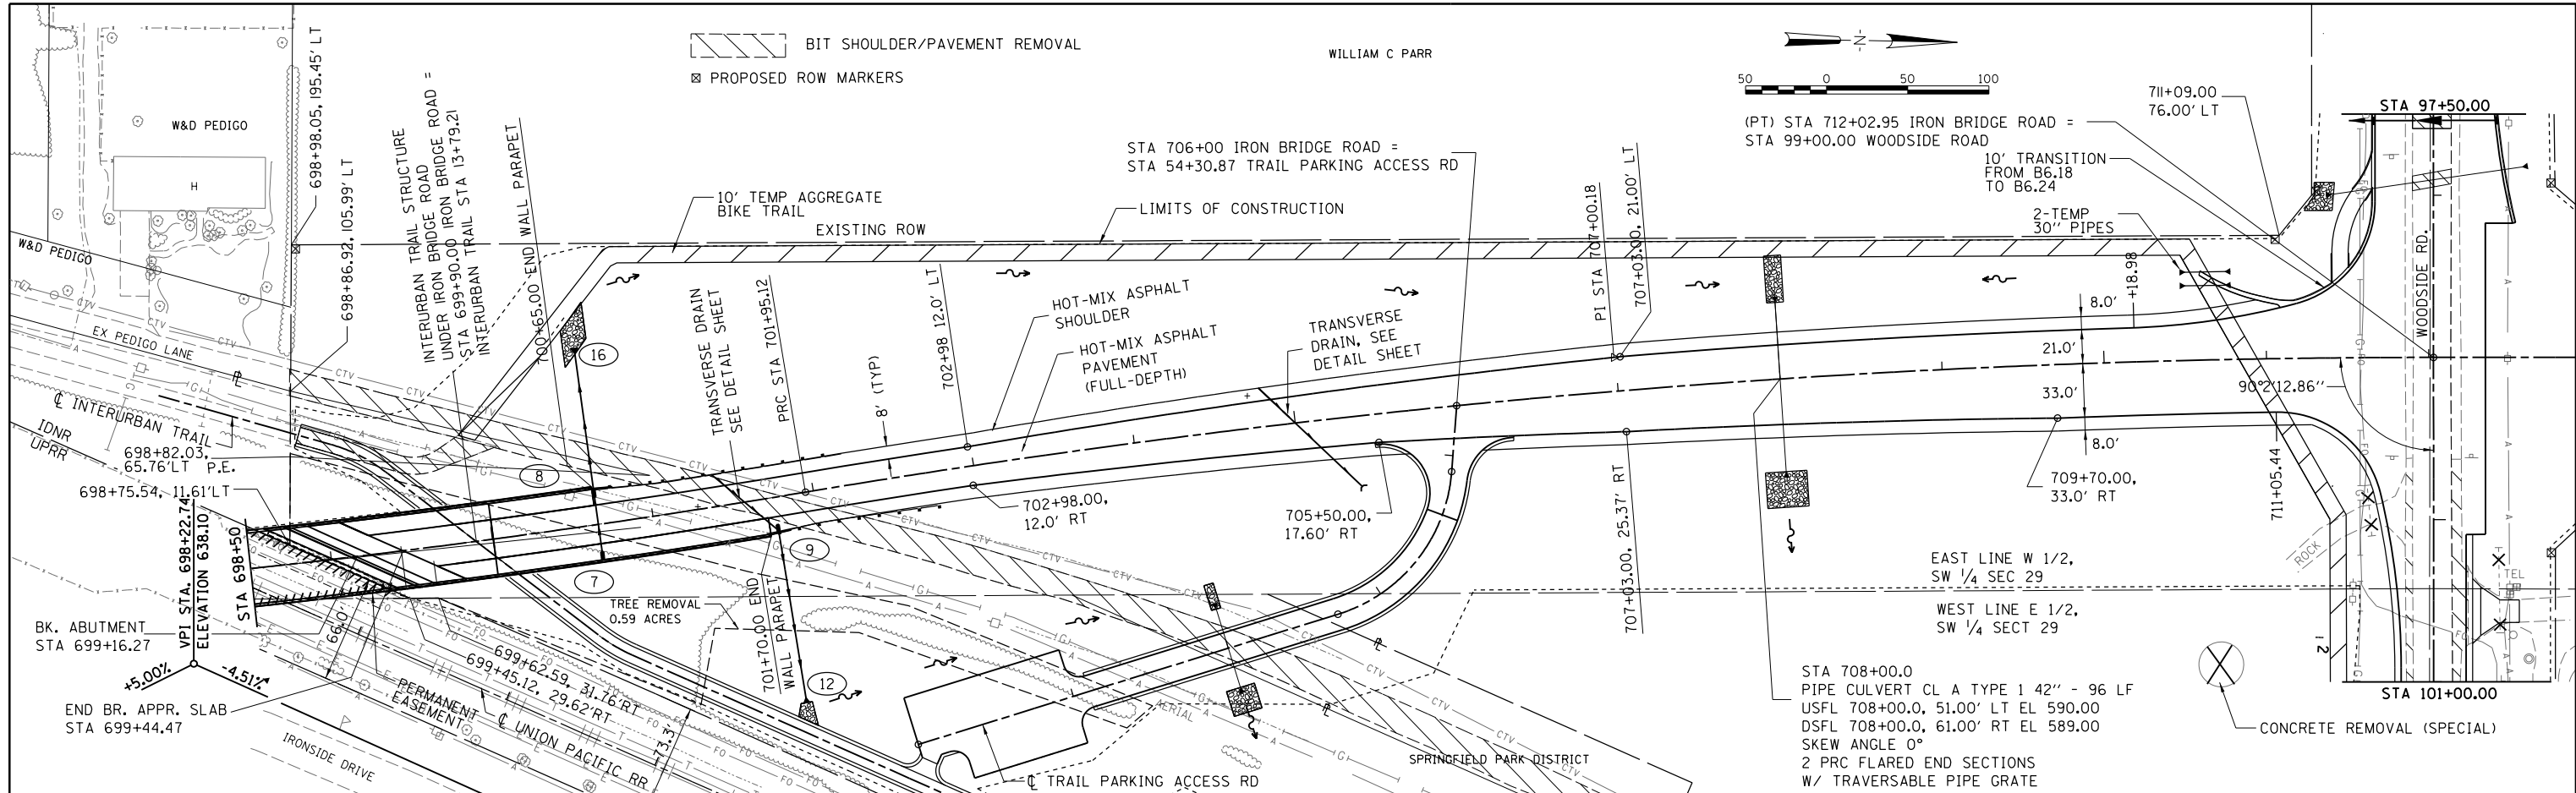 BIT SHOULDER/PAVEMENT REMOVAL
PROPOSED ROW MARKERS
WILLIAM C PARR
N
50 0 50 100
711+09.00
76.00' LT
STA 97+50.00
(PT) STA 712+02.95 IRON BRIDGE ROAD =
STA 99+00.00 WOODSIDE ROAD
10' TRANSITION
FROM B6.18
TO B6.24
2-TEMP
30" PIPES
WOODSIDE RD.
W&D PEDIGO
H
W&D PEDIGO
698+98.05, 195.45' LT
698+86.92, 105.99' LT
INTERURBAN TRAIL STRUCTURE
UNDER IRON BRIDGE ROAD
STA 699+90.00 IRON BRIDGE ROAD =
INTERURBAN TRAIL STA 13+79.21
700+65.00 END WALL PARAPET
10' TEMP AGGREGATE
BIKE TRAIL
EXISTING ROW
LIMITS OF CONSTRUCTION
STA 706+00 IRON BRIDGE ROAD =
STA 54+30.87 TRAIL PARKING ACCESS RD
PI STA 707+00.18
707+03.00, 21.00' LT
TRANSVERSE DRAIN
SEE DETAIL SHEET
PRC STA 701+95.12
8' (TYP)
702+98 12.0' LT
HOT-MIX ASPHALT
SHOULDER
HOT-MIX ASPHALT
PAVEMENT
(FULL-DEPTH)
TRANSVERSE
DRAIN, SEE
DETAIL SHEET
+18.98
8.0'
21.0'
33.0'
8.0'
90°2'12.86"
711+05.44
709+70.00,
33.0' RT
EX PEDIGO LANE
CTV
℄ INTERURBAN TRAIL
IDNR
UPRR
698+82.03,
65.76'LT P.E.
698+75.54, 11.61'LT
VPI STA. 698+22.74
ELEVATION 638.10
STA 698+50
+5.00%
-4.51%
BK. ABUTMENT
STA 699+16.27
END BR. APPR. SLAB
STA 699+44.47
66.0
16
8
7
9
12
702+98.00,
12.0' RT
705+50.00,
17.60' RT
707+03.00, 25.37' RT
701+70.00 END
WALL PARAPET
TREE REMOVAL
0.59 ACRES
699+62.59, 31.76'RT
699+45.12, 29.62'RT
PERMANENT
EASEMENT
℄ UNION PACIFIC RR
73.3
IRONSIDE DRIVE
AERIAL
℄ TRAIL PARKING ACCESS RD
SPRINGFIELD PARK DISTRICT
EAST LINE W 1/2,
SW 1/4 SEC 29
WEST LINE E 1/2,
SW 1/4 SECT 29
ROCK
TEL
1 2
STA 708+00.0
PIPE CULVERT CL A TYPE 1 42" - 96 LF
USFL 708+00.0, 51.00' LT EL 590.00
DSFL 708+00.0, 61.00' RT EL 589.00
SKEW ANGLE 0°
2 PRC FLARED END SECTIONS
W/ TRAVERSABLE PIPE GRATE
STA 101+00.00
CONCRETE REMOVAL (SPECIAL)